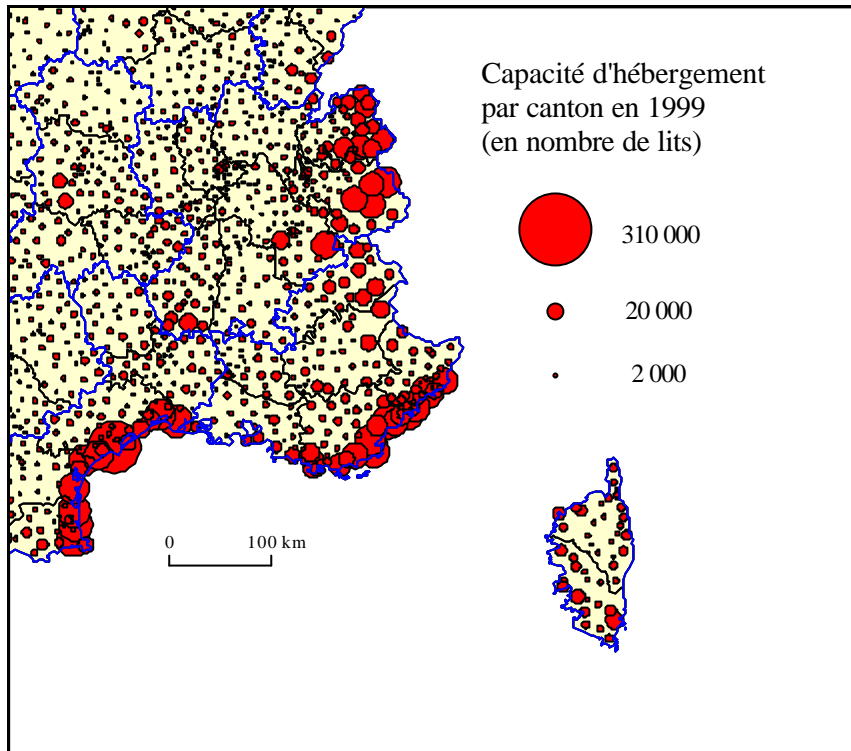 Capacité d'hébergement
par canton en 1999
(en nombre de lits)
310 000
20 000
2 000
0 100 km